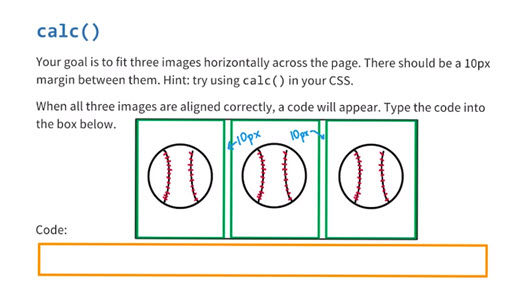 calc()
Your goal is to fit three images horizontally across the page. There should be a 10px
margin between them. Hint: try using calc() in your CSS.
When all three images are aligned correctly, a code will appear. Type the code into
the box below.
10px 10px
Code: